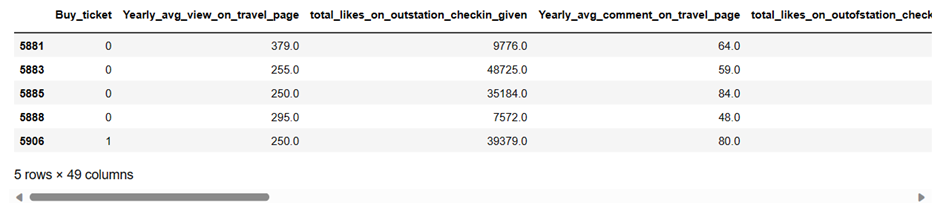 Buy_ticket Yearly_avg_view_on_travel_page total_likes_on_outstation_checkin_given Yearly_avg_comment_on_travel_page total_likes_on_outofstation_check
5881 0 379.0 9776.0 64.0
5883 0 255.0 48725.0 59.0
5885 0 250.0 35184.0 84.0
5888 0 295.0 7572.0 48.0
5906 1 250.0 39379.0 80.0
5 rows × 49 columns